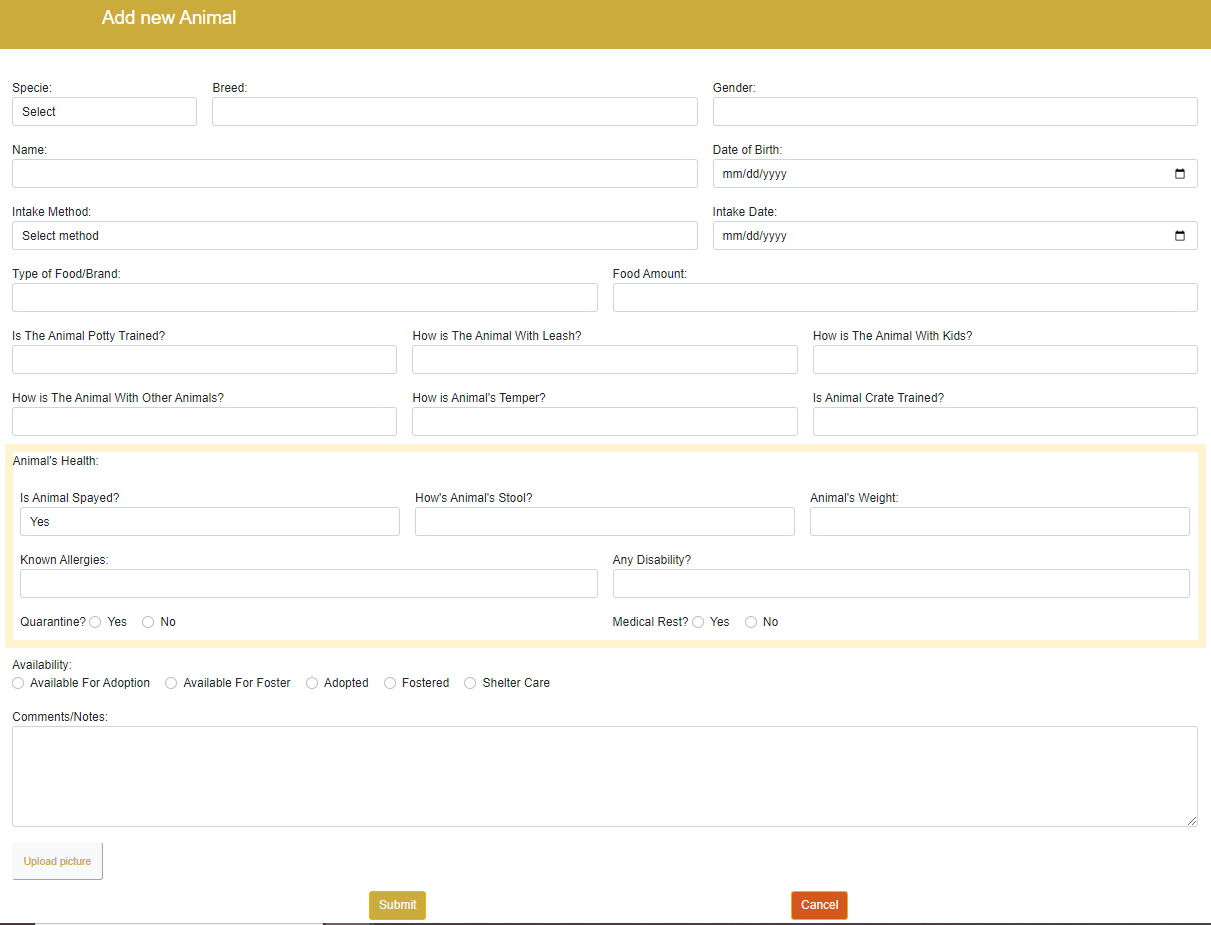 Add new Animal
Specie: Breed: Gender:
Select
Name: Date of Birth:
mm/dd/yyyy
Intake Method: Intake Date:
Select method mm/dd/yyyy
Type of Food/Brand: Food Amount:
Is The Animal Potty Trained? How is The Animal With Leash? How is The Animal With Kids?
How is The Animal With Other Animals? How is Animal's Temper? Is Animal Crate Trained?
Animal's Health:
Is Animal Spayed? How's Animal's Stool? Animal's Weight:
Yes
Known Allergies: Any Disability?
Quarantine? Yes No Medical Rest? Yes No
Availability:
Available For Adoption Available For Foster Adopted Fostered Shelter Care
Comments/Notes:
Upload picture
Submit Cancel